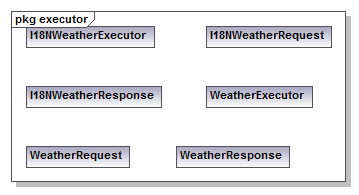 pkg executor
I18NWeatherExecutor
I18NWeatherRequest
I18NWeatherResponse
WeatherExecutor
WeatherRequest
WeatherResponse